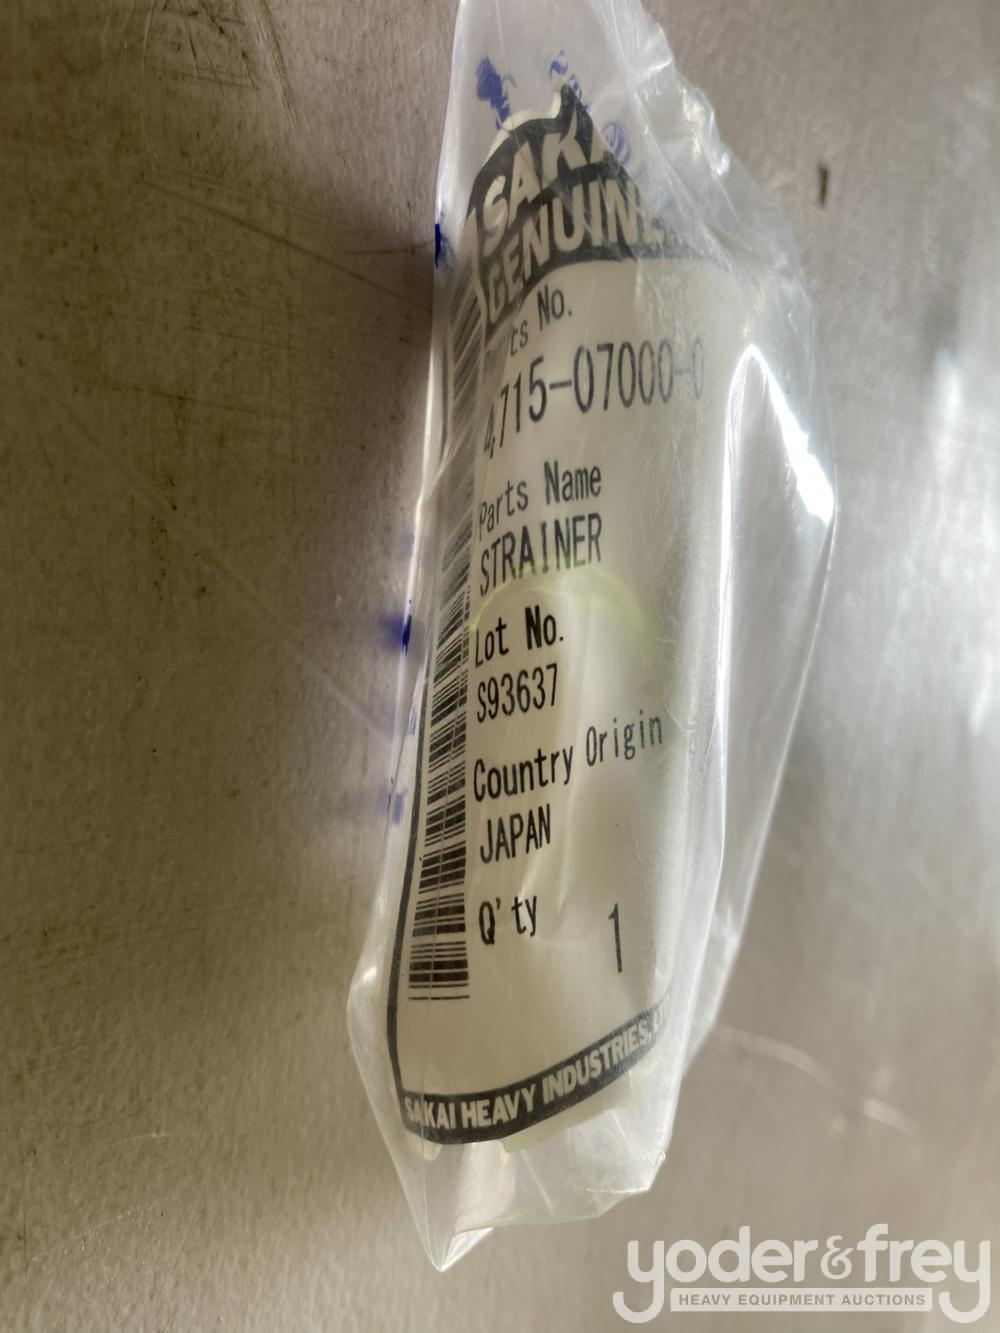 SAKA
GENUINE
Parts No.
4715-07000-0
Parts Name
STRAINER
Lot No.
S93637
Country Origin
JAPAN
Q'ty 1
SAKAI HEAVY INDUSTRIES,
yoder&frey
HEAVY EQUIPMENT AUCTIONS